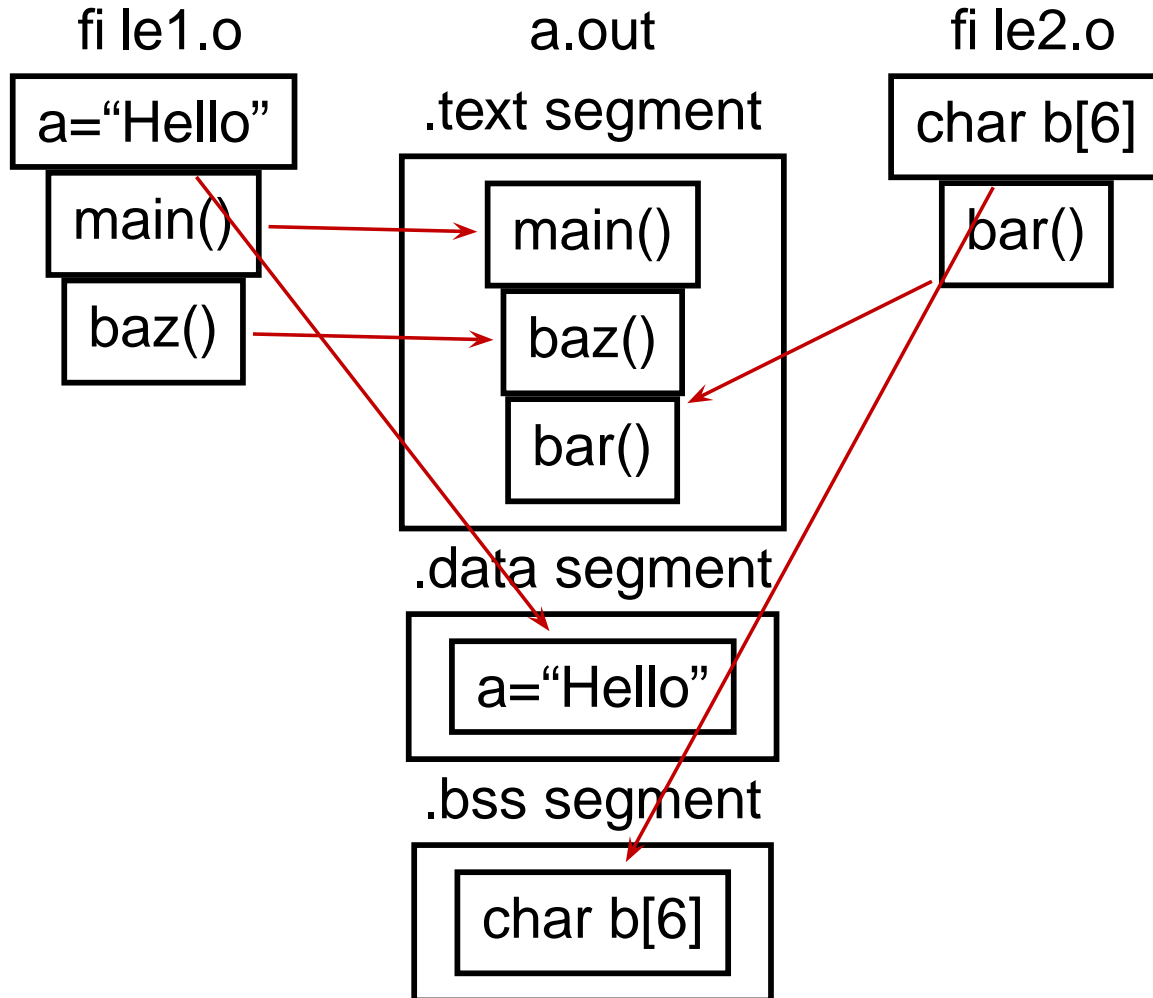 fi le1.o
a=“Hello”
main()
baz()
a.out
.text segment
main()
baz()
bar()
.data segment
a=“Hello”
.bss segment
char b[6]
fi le2.o
char b[6]
bar()